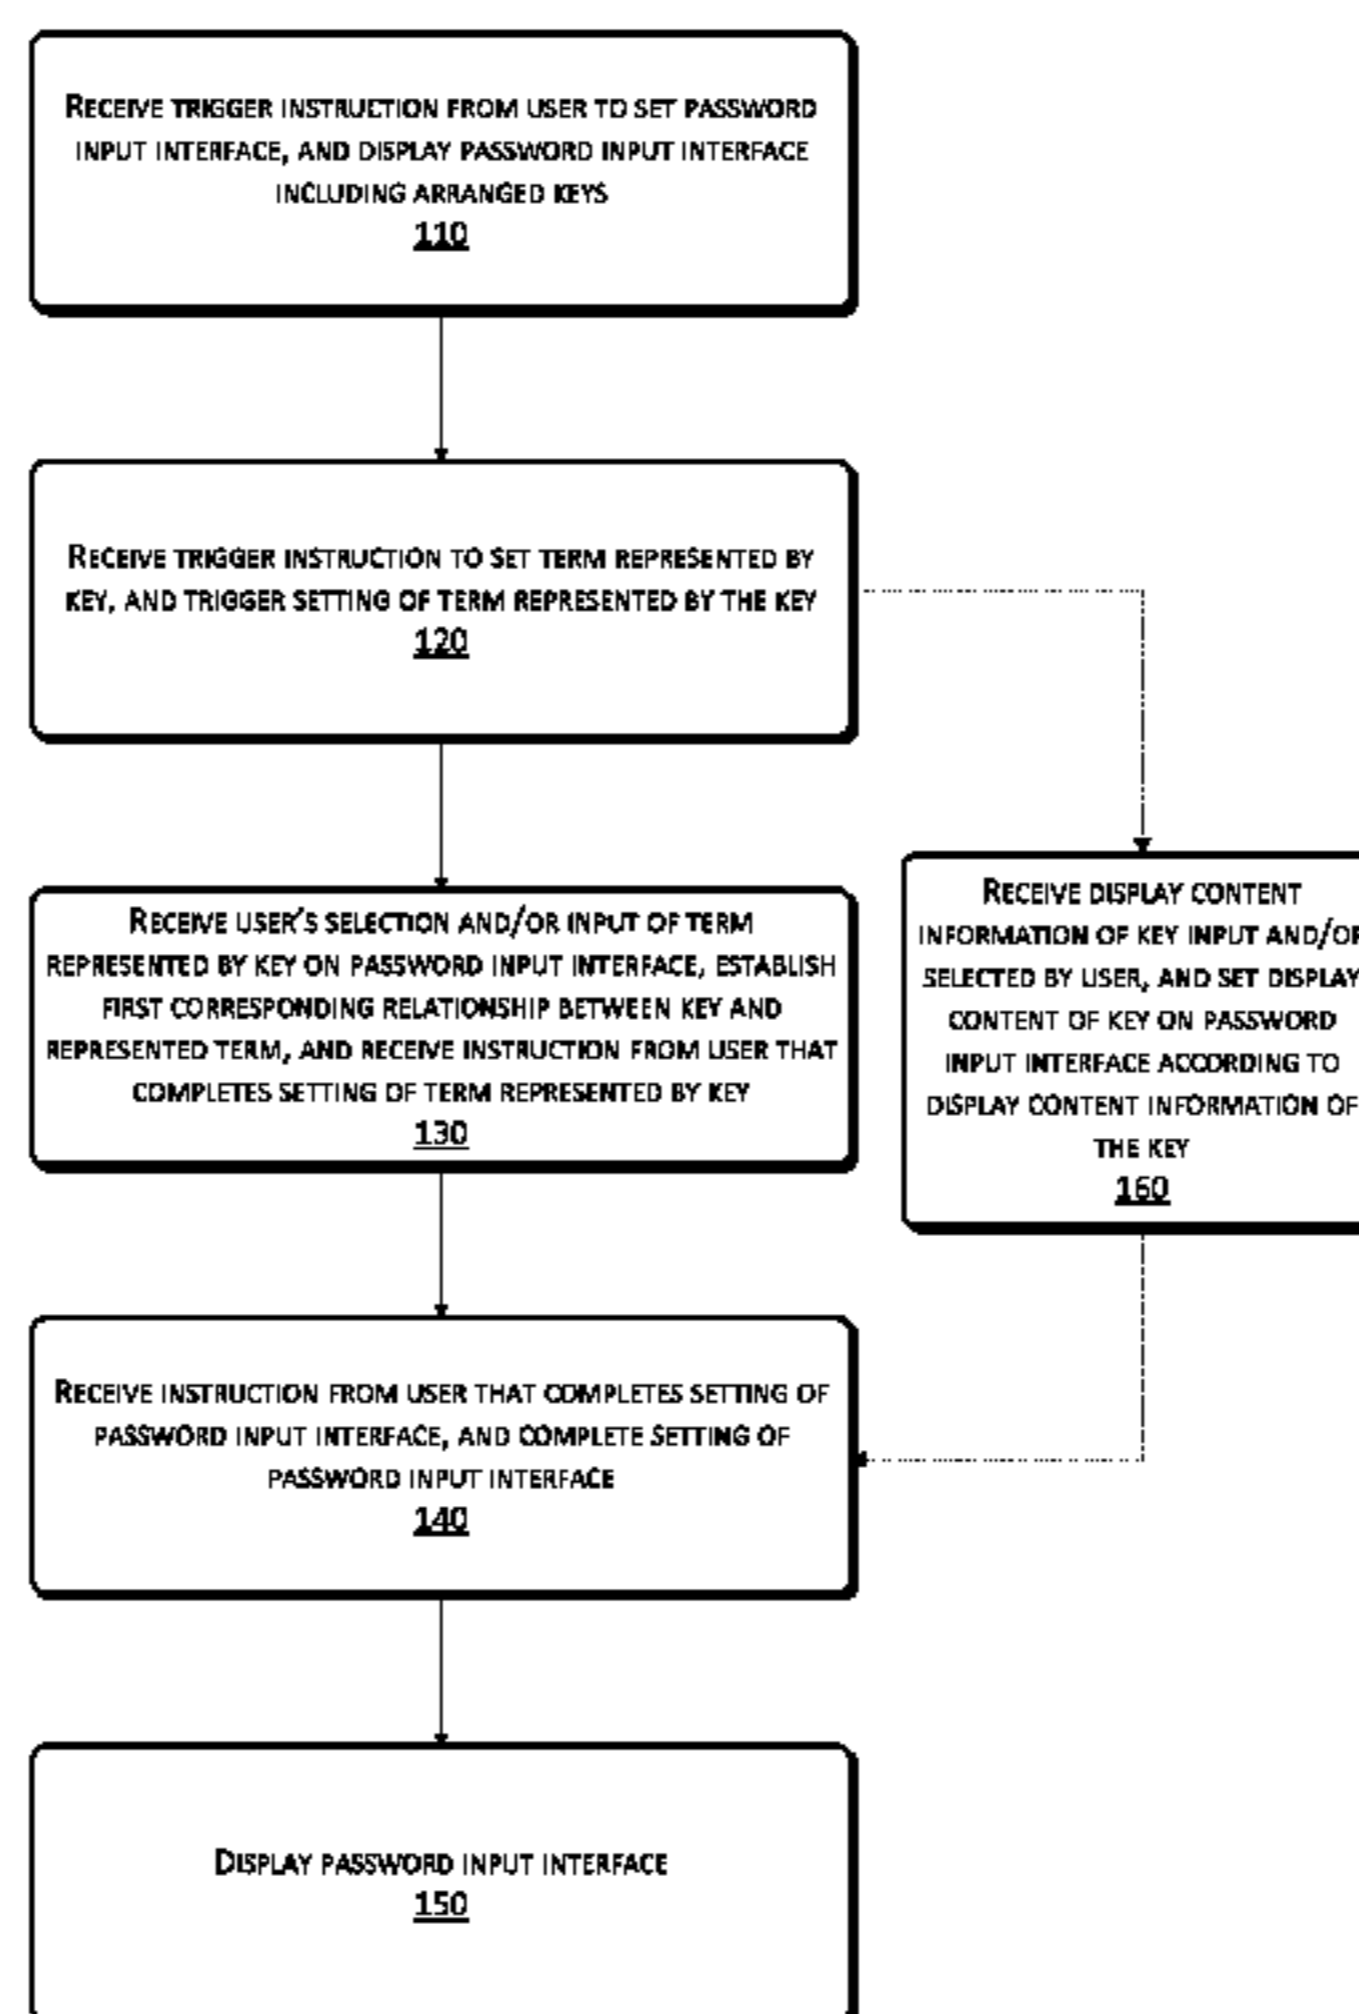 RECEIVE TRIGGER INSTRUCTION FROM USER TO SET PASSWORD
INPUT INTERFACE, AND DISPLAY PASSWORD INPUT INTERFACE
INCLUDING ARRANGED KEYS
110
RECEIVE TRIGGER INSTRUCTION TO SET TERM REPRESENTED BY
KEY, AND TRIGGER SETTING OF TERM REPRESENTED BY THE KEY
120
RECEIVE USER'S SELECTION AND/OR INPUT OF TERM
REPRESENTED BY KEY ON PASSWORD INPUT INTERFACE, ESTABLISH
FIRST CORRESPONDING RELATIONSHIP BETWEEN KEY AND
REPRESENTED TERM, AND RECEIVE INSTRUCTION FROM USER THAT
COMPLETES SETTING OF TERM REPRESENTED BY KEY
130
RECEIVE DISPLAY CONTENT
INFORMATION OF KEY INPUT AND/OR
SELECTED BY USER, AND SET DISPLAY
CONTENT OF KEY ON PASSWORD
INPUT INTERFACE ACCORDING TO
DISPLAY CONTENT INFORMATION OF
THE KEY
160
RECEIVE INSTRUCTION FROM USER THAT COMPLETES SETTING OF
PASSWORD INPUT INTERFACE, AND COMPLETE SETTING OF
PASSWORD INPUT INTERFACE
140
DISPLAY PASSWORD INPUT INTERFACE
150